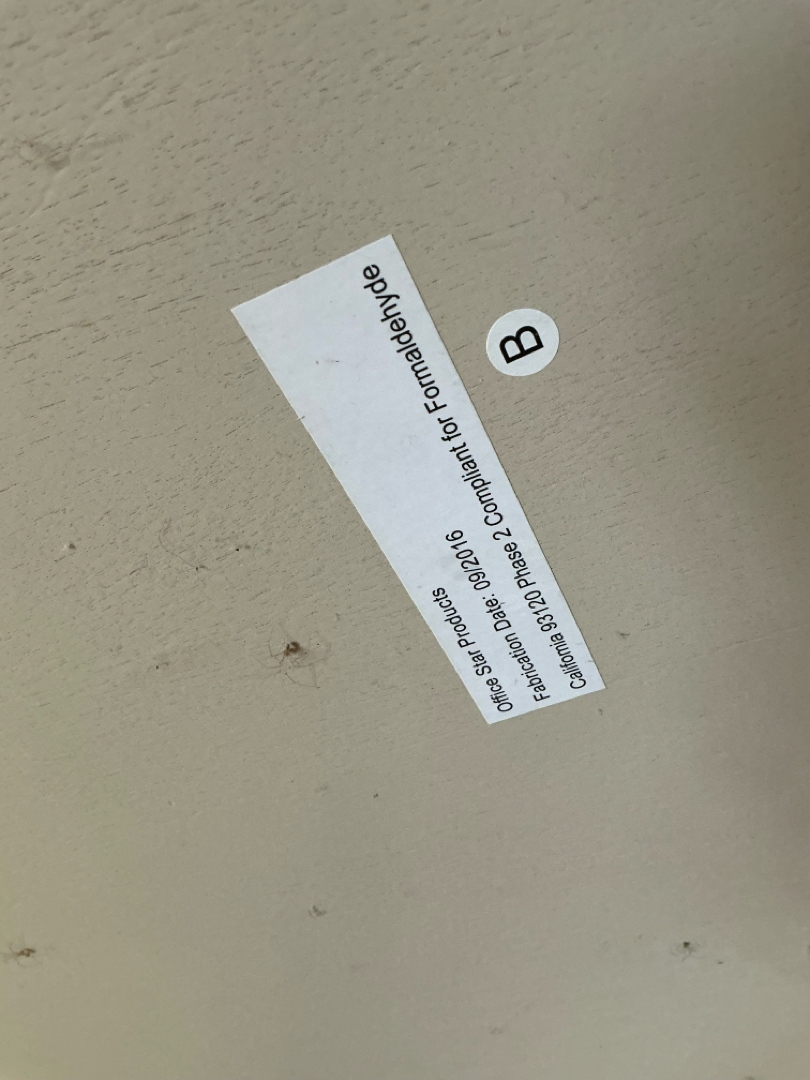 Office Star Products
Fabrication Date: 09/2016
California 93120 Phase 2 Compliant for Formaldehyde
B